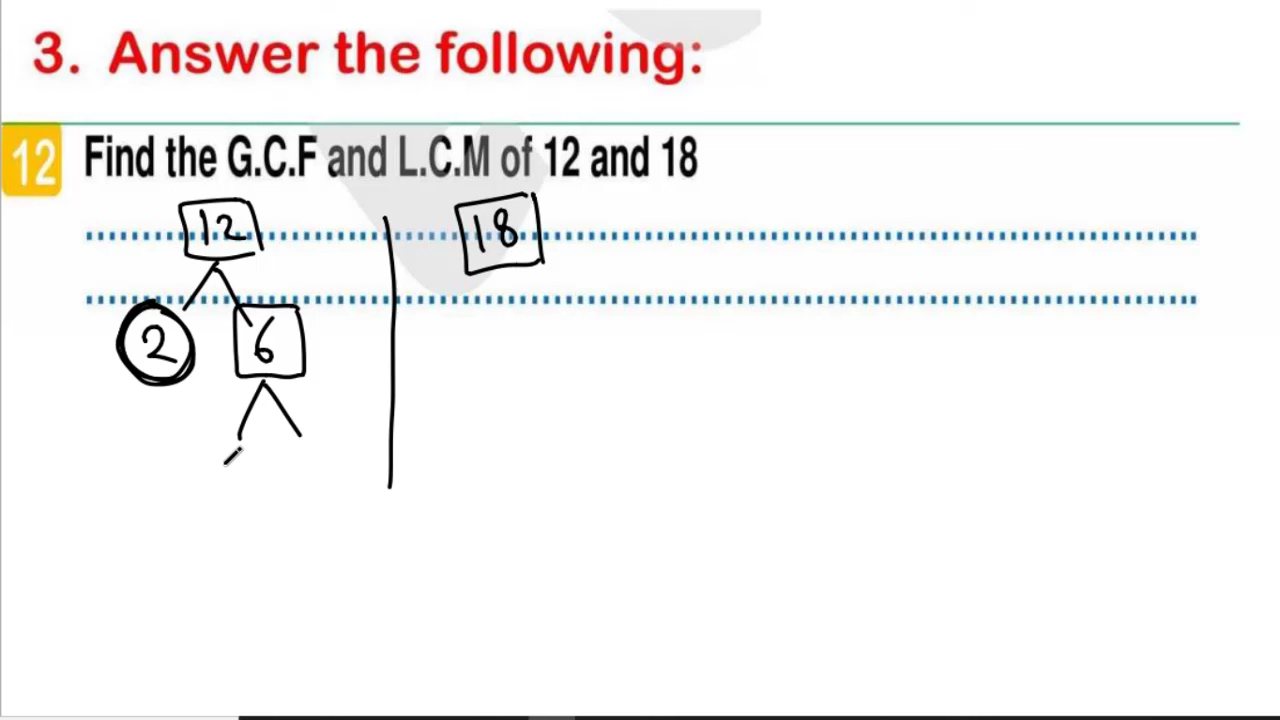 3. Answer the following:
12 Find the G.C.F and L.C.M of 12 and 18
12 18
2 6